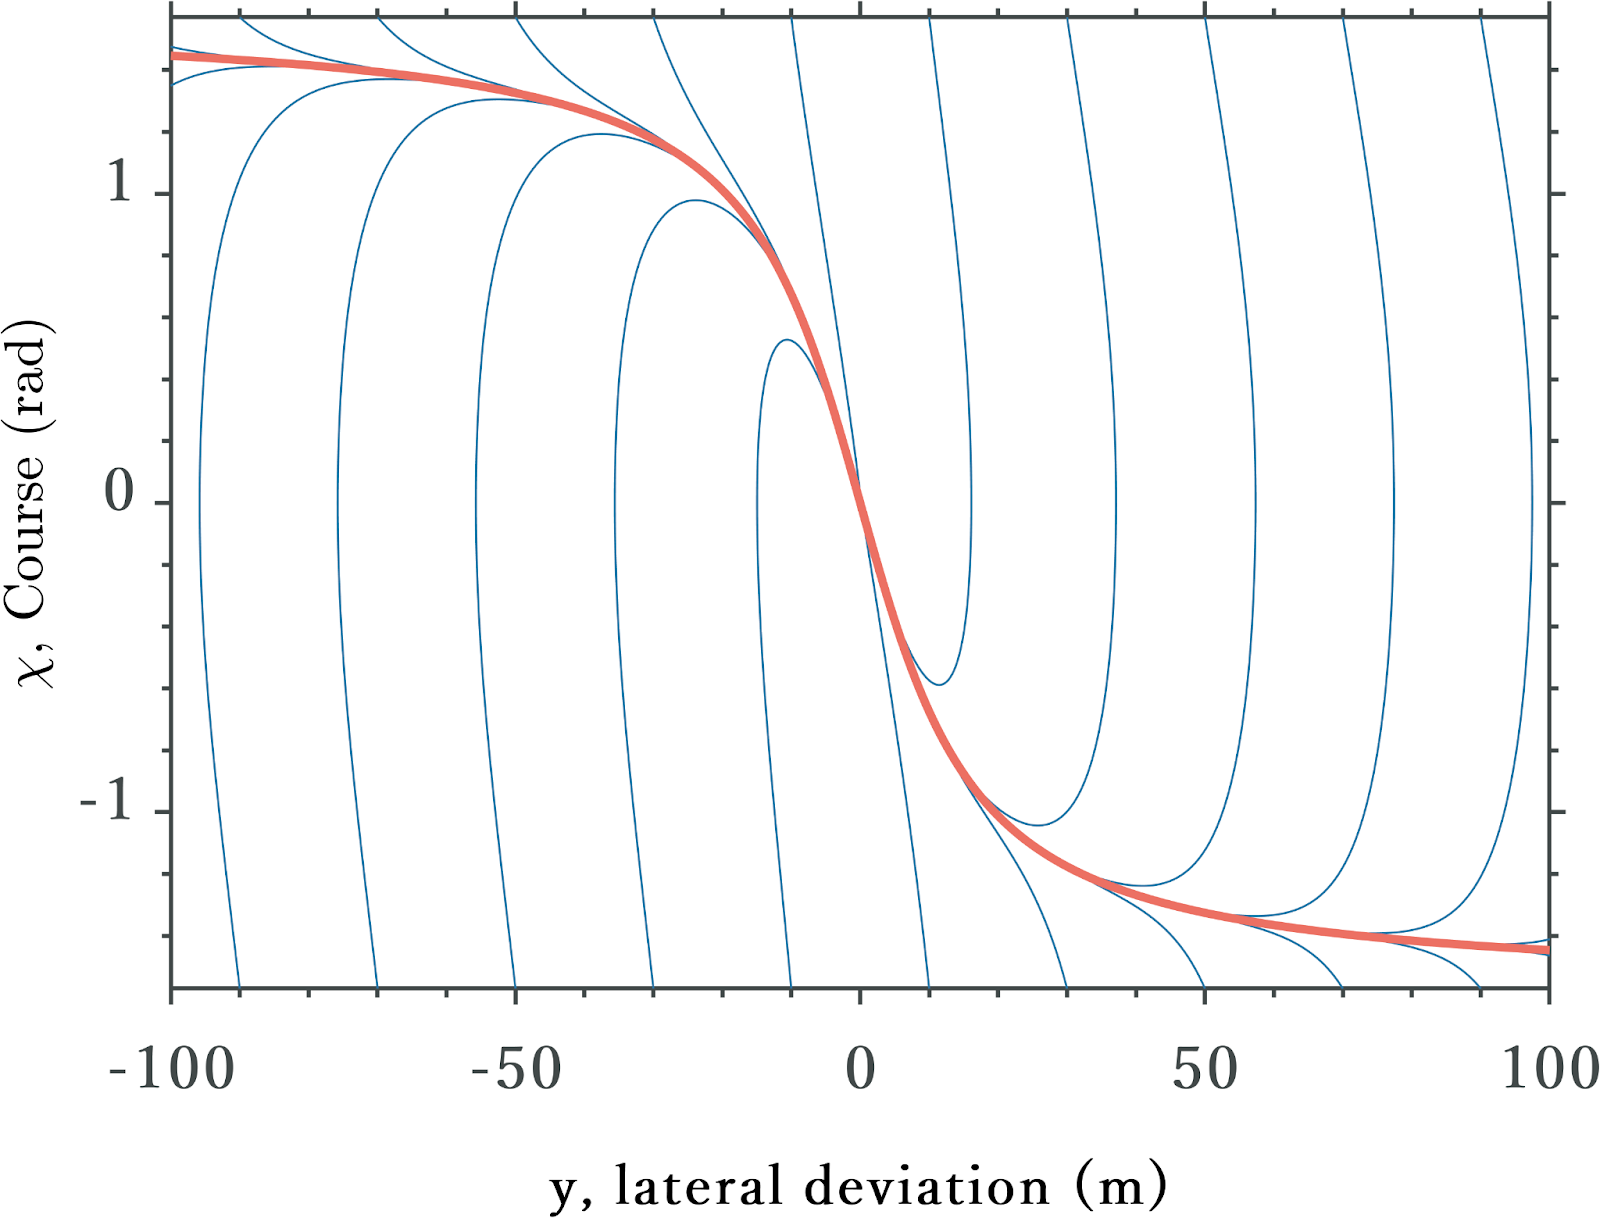 χ, Course (rad)
1
0
-1
-100 -50 0 50 100
y, lateral deviation (m)